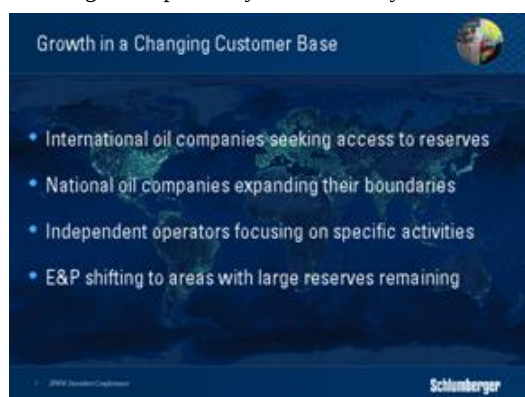 Growth in a Changing Customer Base
• International oil companies seeking access to reserves
• National oil companies expanding their boundaries
• Independent operators focusing on specific activities
• E&P shifting to areas with large reserves remaining
Schlumberger